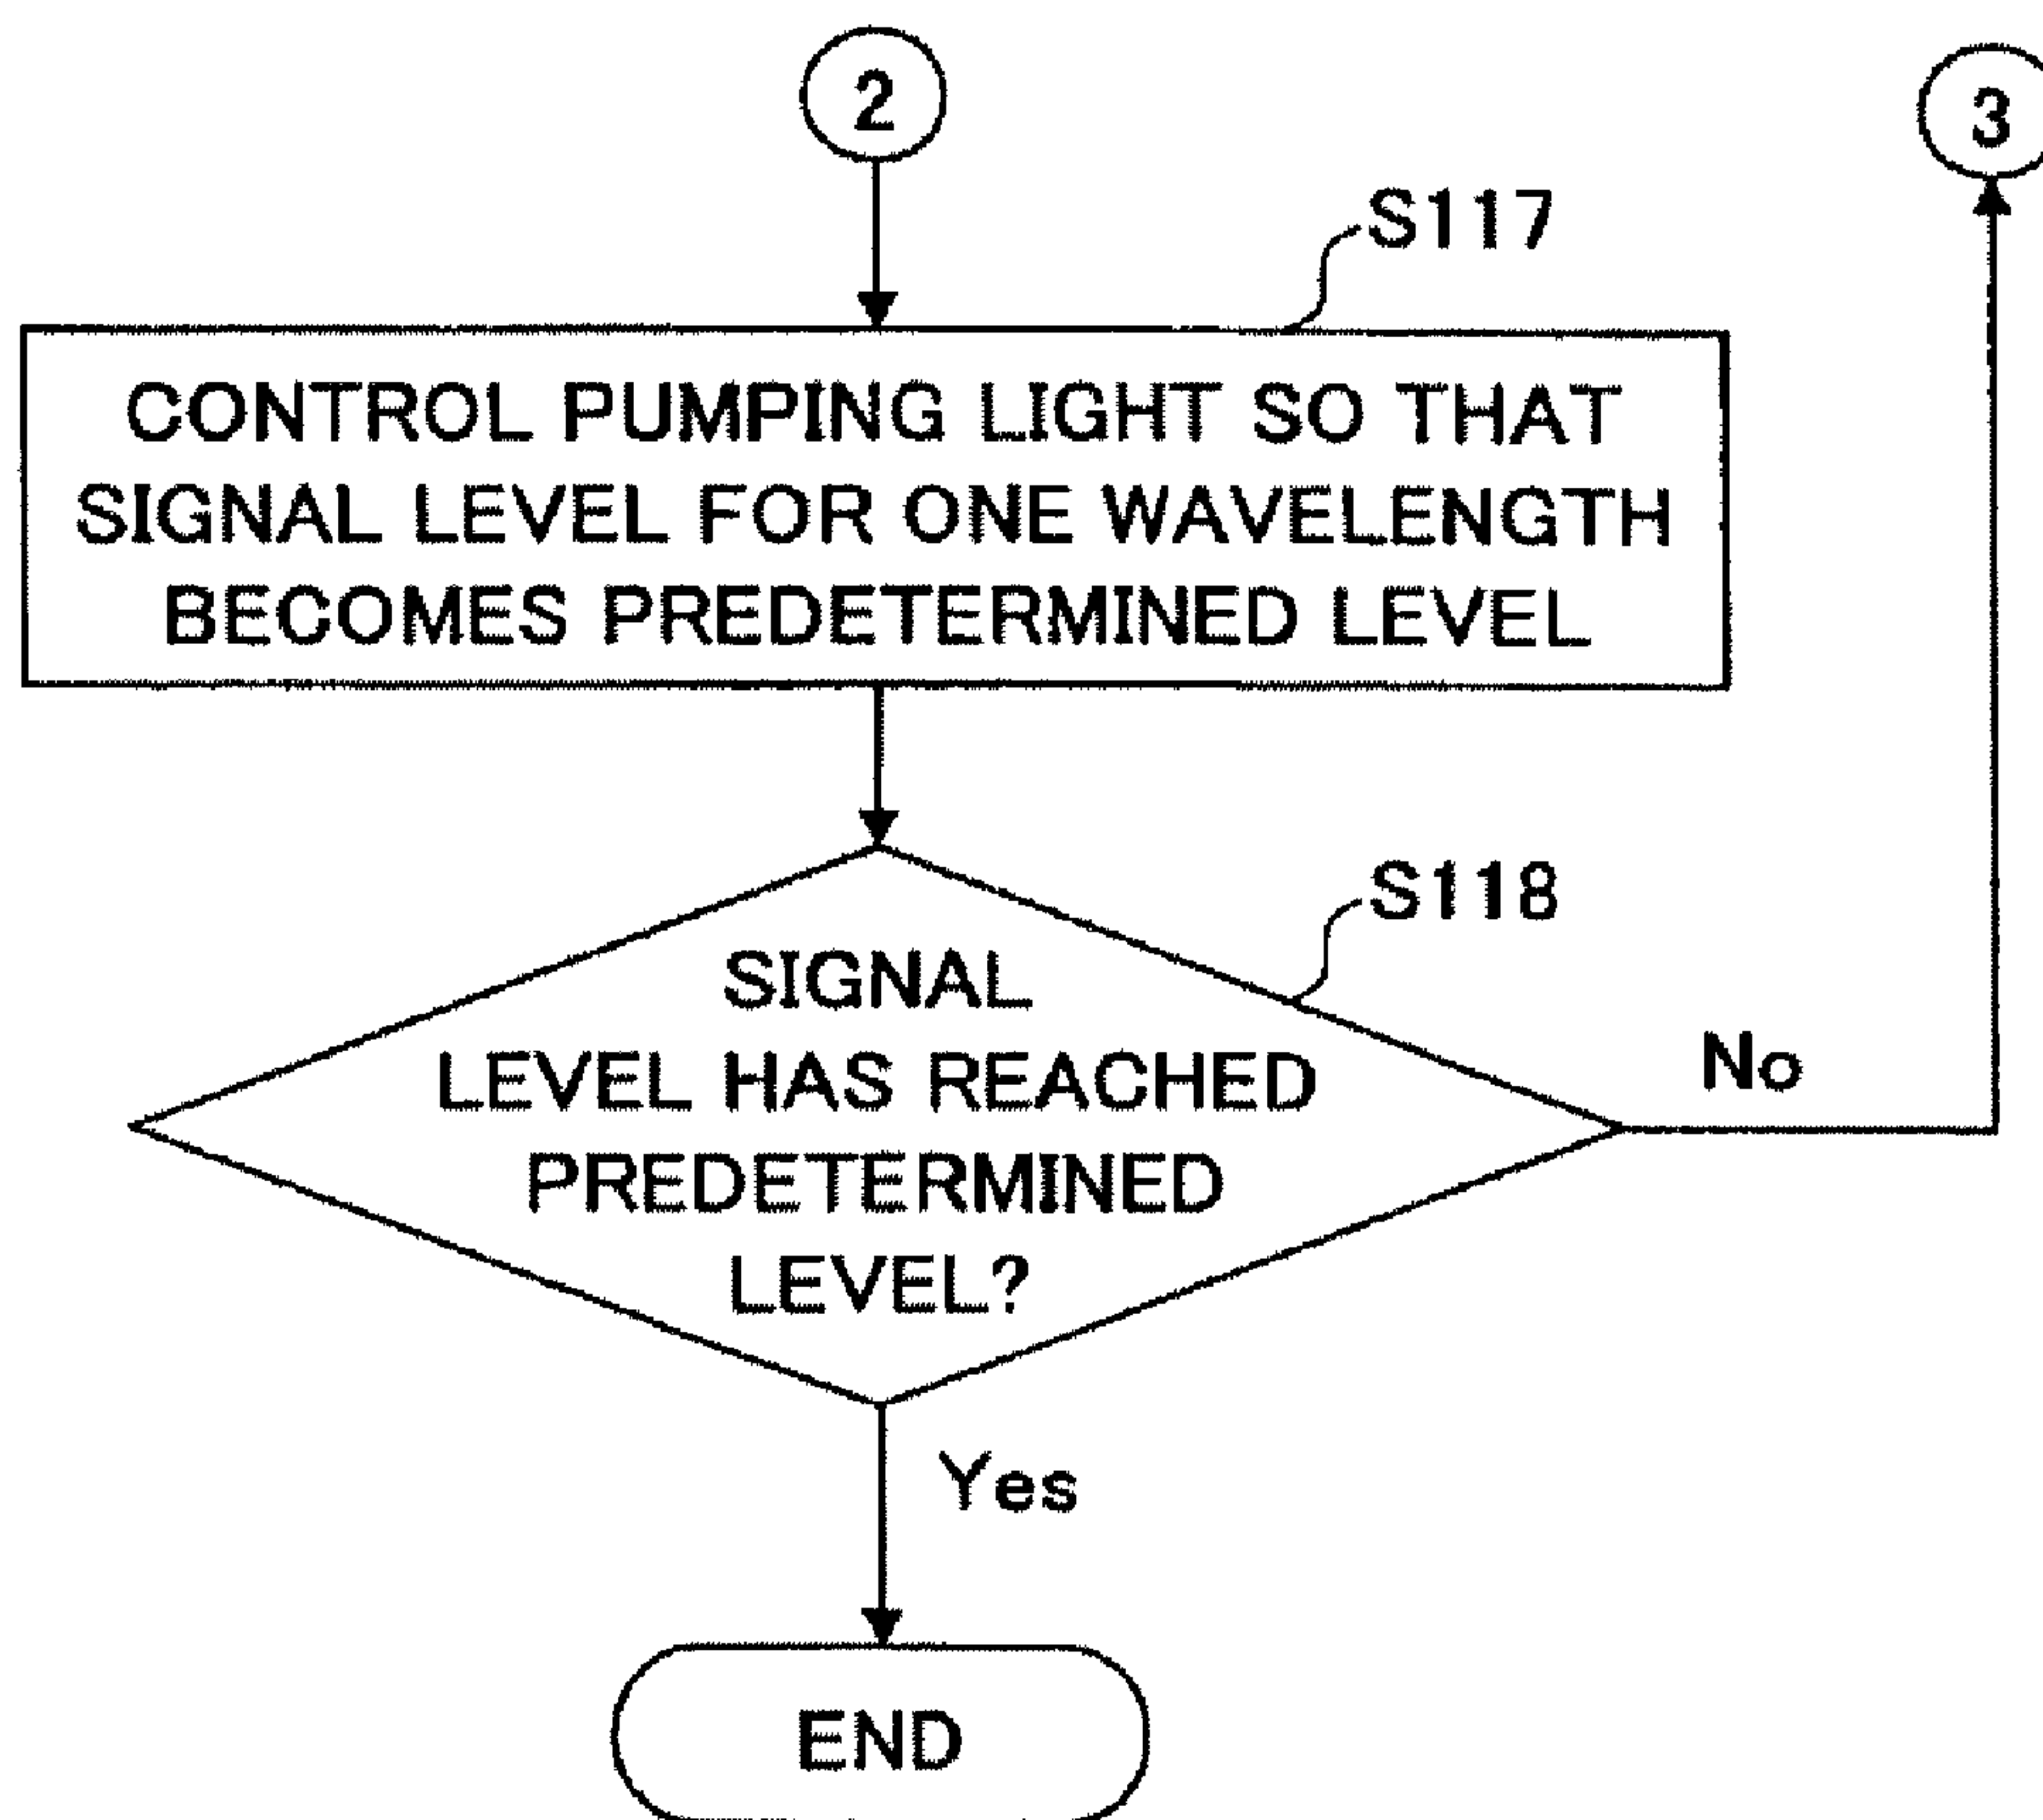 2
3
S117
CONTROL PUMPING LIGHT SO THAT
SIGNAL LEVEL FOR ONE WAVELENGTH
BECOMES PREDETERMINED LEVEL
S118
SIGNAL
LEVEL HAS REACHED
PREDETERMINED
LEVEL?
No
Yes
END